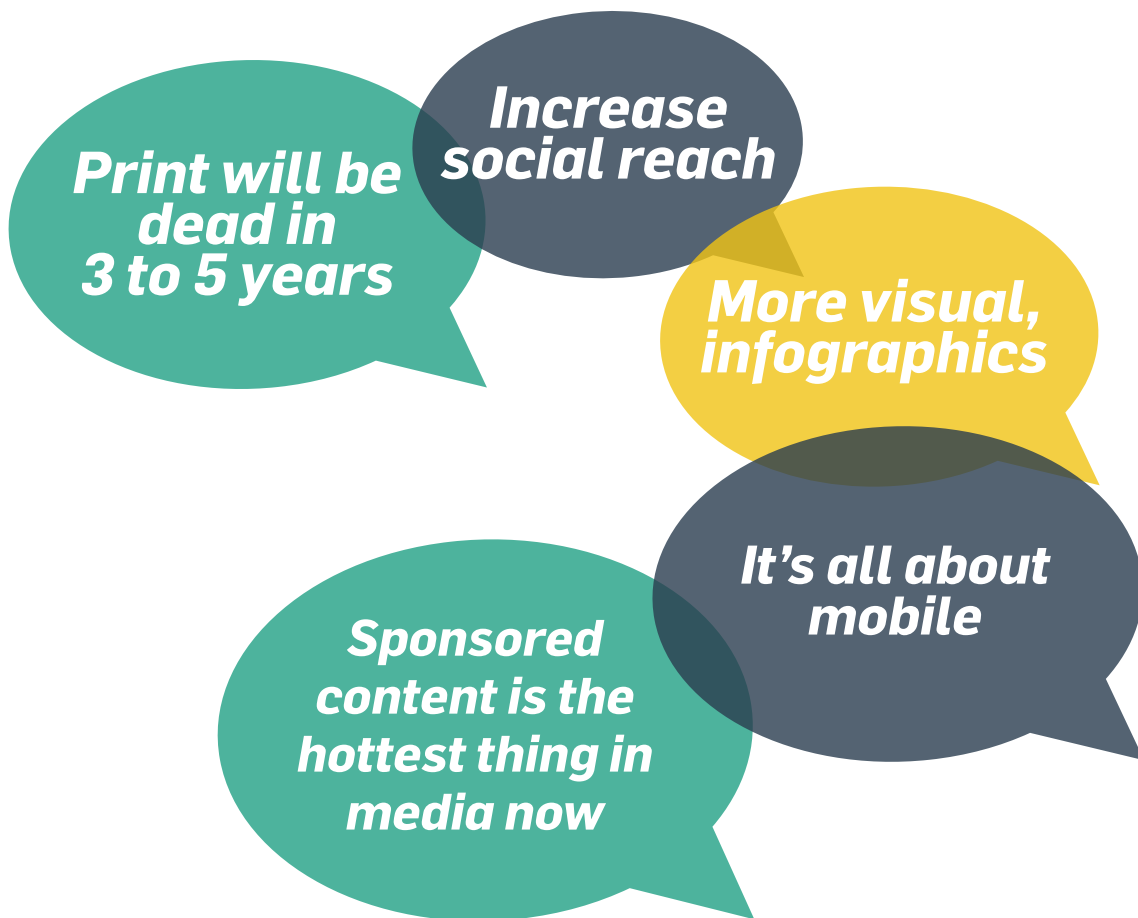 Print will be
dead in
3 to 5 years
Increase
social reach
More visual,
infographics
It's all about
mobile
Sponsored
content is the
hottest thing in
media now